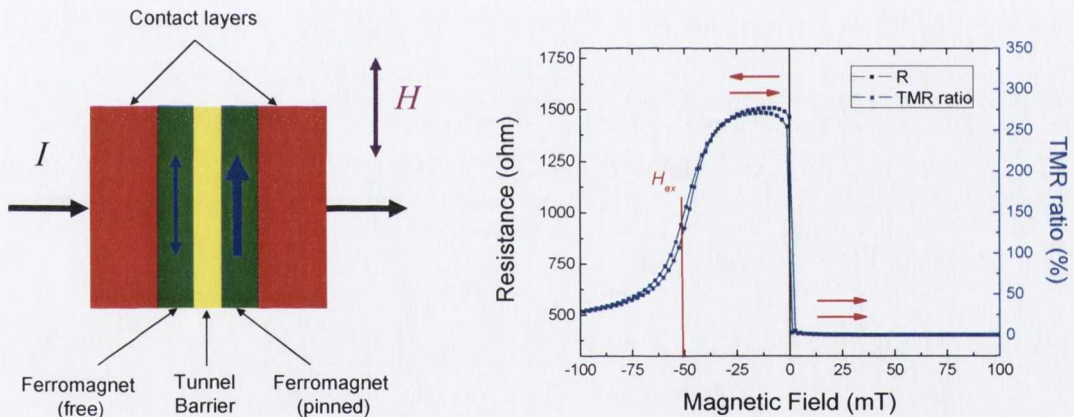 Contact layers
H
I
Ferromagnet
(free)
Tunnel
Barrier
Ferromagnet
(pinned)
Resistance (ohm)
1750
1500
1250
1000
750
500
-100
-75
-50
-25
0
25
50
75
100
Magnetic Field (mT)
R
TMR ratio
Hex
350
300
250
200
150
100
50
0
TMR ratio (%)